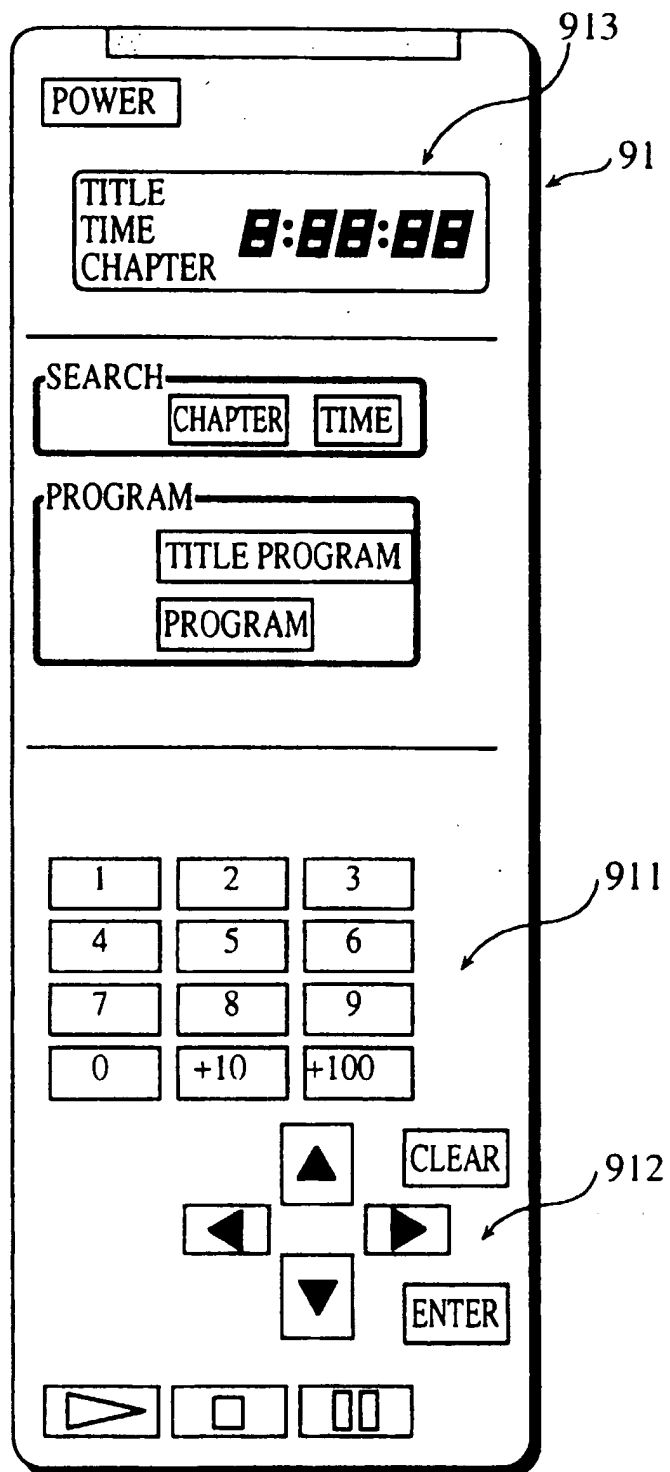 913
POWER
91
TITLE
TIME 8:88:88
CHAPTER
SEARCH
CHAPTER TIME
PROGRAM
TITLE PROGRAM
PROGRAM
1 2 3
911
4 5 6
7 8 9
0 +10 +100
CLEAR
912
ENTER